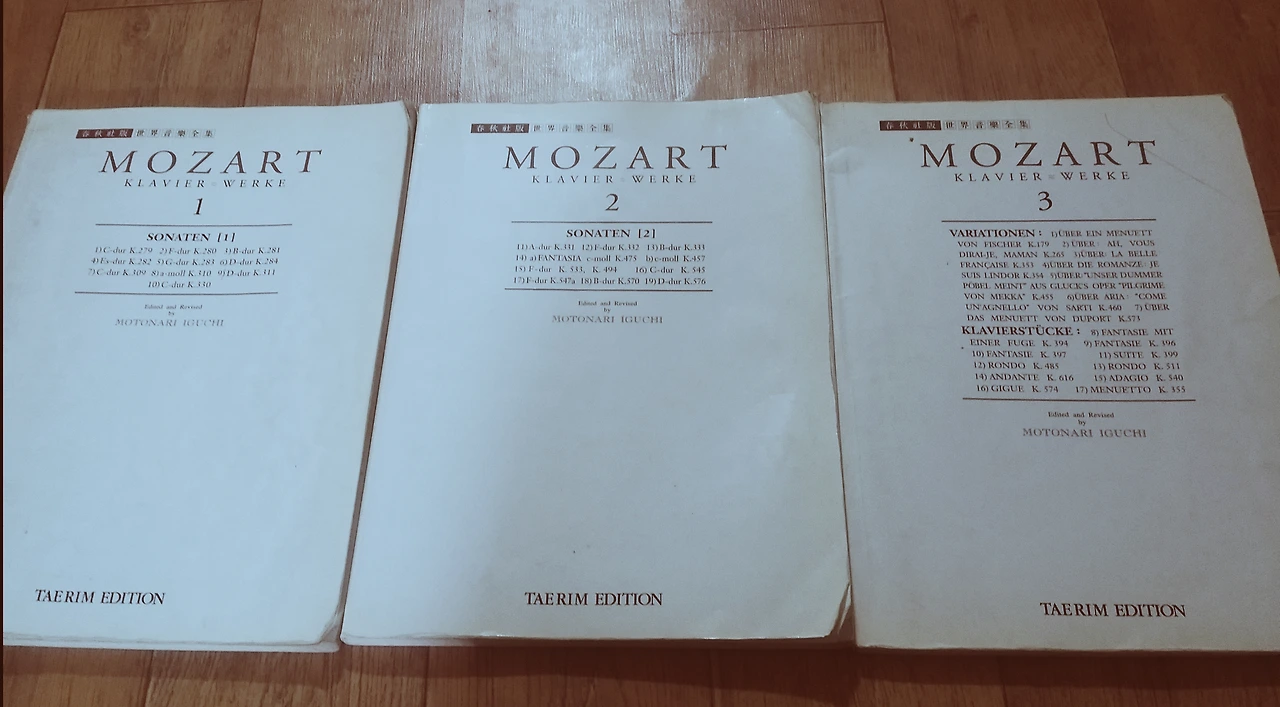 春秋社版 世界音樂全集
MOZART
KLAVIER WERKE
1
SONATEN [1]
1)C-dur K.279 2)F-dur K.280 3)B-dur K.281
4)Es-dur K.282 5)G-dur K.283 6)D-dur K.284
7)C-dur K.309 8)a-moll K.310 9)D-dur K.311
10)C-dur K.330
Edited and Revised
by
MOTONARI IGUCHI
TAERIM EDITION
春秋社版 世界音樂全集
MOZART
KLAVIER WERKE
2
SONATEN [2]
11)A-dur K.331 12)F-dur K.332 13)B-dur K.333
14) a)FANTASIA c-moll K.475 b)c-moll K.457
15) F-dur K. 533, K. 494 16) C-dur K. 545
17)F-dur K.547a 18)B-dur K.570 19)D-dur K.576
Edited and Revised
by
MOTONARI IGUCHI
TAERIM EDITION
春秋社版 世界音樂全集
MOZART
KLAVIER WERKE
3
VARIATIONEN : 1)ÜBER EIN MENUETT
VON FISCHER K.179 2)ÜBER AH, VOUS
DIRAI-JE, MAMAN K.265 3)ÜBER LA BELLE
FRANÇAISE K.353 4)ÜBER DIE ROMANZE: JE
SUIS LINDOR K.354 5)ÜBER "UNSER DUMMER
PÖBEL MEINT" AUS GLUCK'S OPER "PILGRIME
VON MEKKA" K.455 6)ÜBER ARIA: "COME
UN'AGNELLO" VON SARTI K.460 7)ÜBER
DAS MENUETT VON DUPORT K.573
KLAVIERSTÜCKE : 8) FANTASIE MIT
EINER FUGE K. 394 9) FANTASIE K. 396
10) FANTASIE K. 397 11) SUITE K. 399
12) RONDO K. 485 13) RONDO K. 511
14) ANDANTE K. 616 15) ADAGIO K. 540
16) GIGUE K. 574 17) MENUETTO K. 355
Edited and Revised
by
MOTONARI IGUCHI
TAERIM EDITION